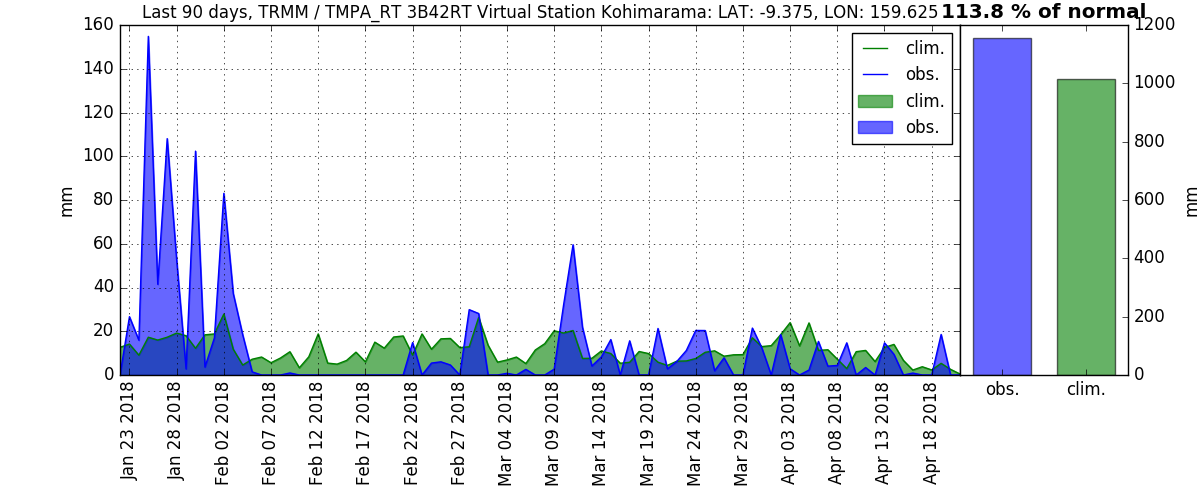 Last 90 days, TRMM / TMPA_RT 3B42RT Virtual Station Kohimarama: LAT: -9.375, LON: 159.625
113.8 % of normal
160
140
120
100
80
60
40
20
0
mm
clim.
obs.
clim.
obs.
Jan 23 2018
Jan 28 2018
Feb 02 2018
Feb 07 2018
Feb 12 2018
Feb 17 2018
Feb 22 2018
Feb 27 2018
Mar 04 2018
Mar 09 2018
Mar 14 2018
Mar 19 2018
Mar 24 2018
Mar 29 2018
Apr 03 2018
Apr 08 2018
Apr 13 2018
Apr 18 2018
1200
1000
800
600
400
200
0
mm
obs.
clim.